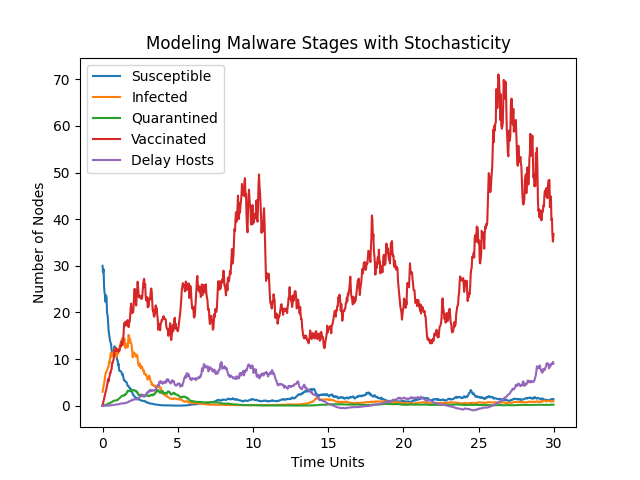 Modeling Malware Stages with Stochasticity
Susceptible
Infected
Quarantined
Vaccinated
Delay Hosts
70
60
50
40
30
20
10
0
Number of Nodes
0 5 10 15 20 25 30
Time Units